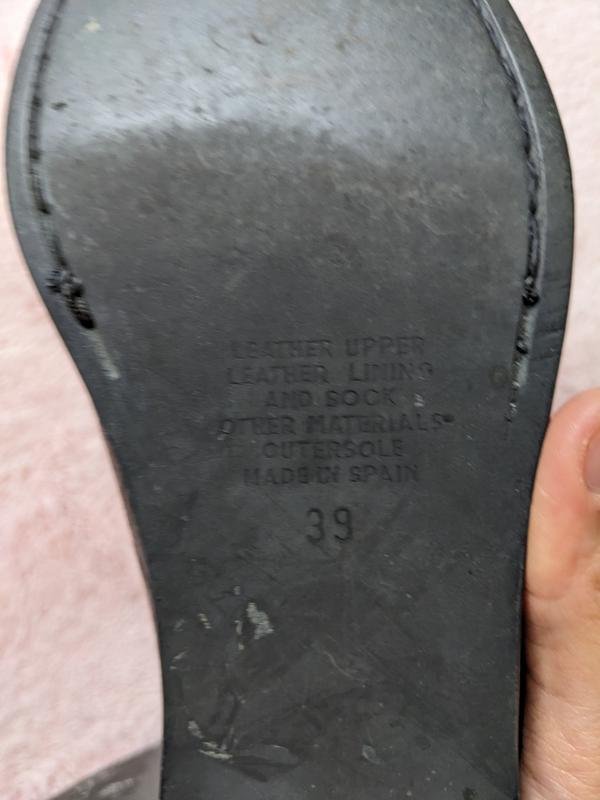 LEATHER UPPER
LEATHER LINING
AND SOCK
OTHER MATERIALS*
OUTERSOLE
MADE IN SPAIN
39